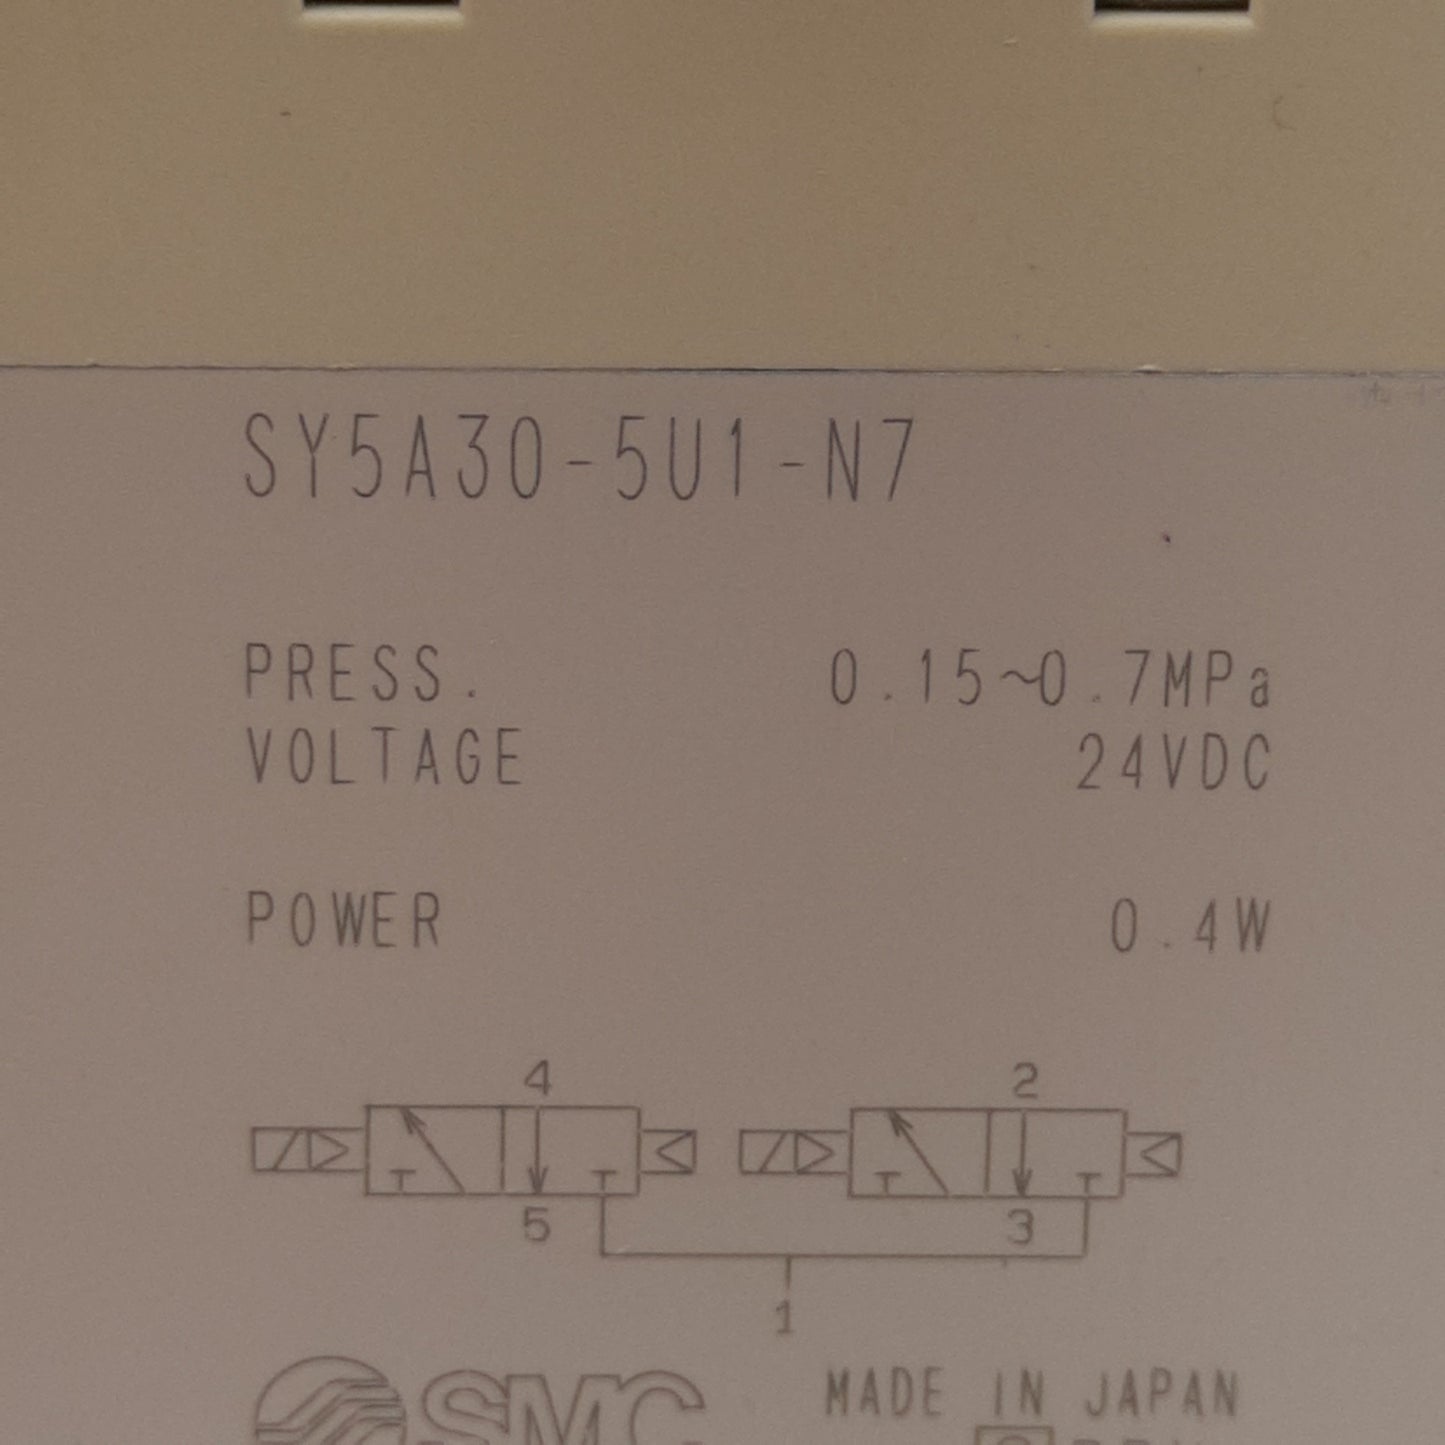 SY5A30-5U1-N7
PRESS. 0.15~0.7MPa
VOLTAGE 24VDC
POWER 0.4W
4 2
5 3
1
SMC MADE IN JAPAN